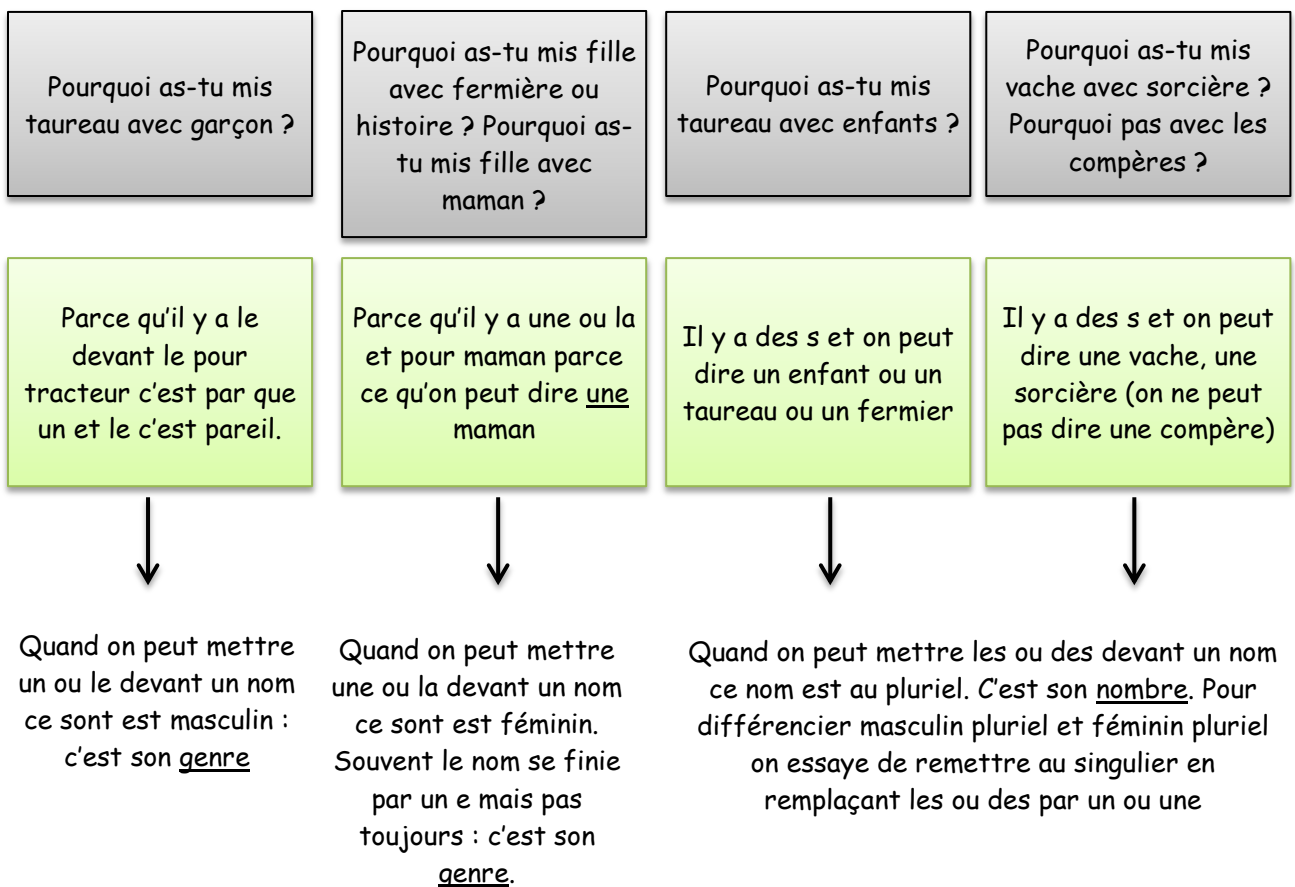 Pourquoi as-tu mis
taureau avec garçon ?
Pourquoi as-tu mis fille
avec fermière ou
histoire ? Pourquoi as-
tu mis fille avec
maman ?
Pourquoi as-tu mis
taureau avec enfants ?
Pourquoi as-tu mis
vache avec sorcière ?
Pourquoi pas avec les
compères ?
Parce qu'il y a le
devant le pour
tracteur c'est par que
un et le c'est pareil.
Parce qu'il y a une ou la
et pour maman parce
ce qu'on peut dire une
maman
Il y a des s et on peut
dire un enfant ou un
taureau ou un fermier
Il y a des s et on peut
dire une vache, une
sorcière (on ne peut
pas dire une compère)
Quand on peut mettre
un ou le devant un nom
ce sont est masculin :
c'est son genre
Quand on peut mettre
une ou la devant un nom
ce sont est féminin.
Souvent le nom se finie
par un e mais pas
toujours : c'est son
genre.
Quand on peut mettre les ou des devant un nom
ce nom est au pluriel. C'est son nombre. Pour
différencier masculin pluriel et féminin pluriel
on essaye de remettre au singulier en
remplaçant les ou des par un ou une